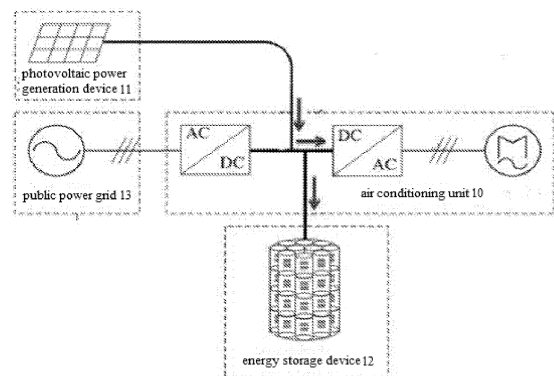 photovoltaic power
generation device 11
AC
DC
DC
AC
public power grid 13
air conditioning unit 10
energy storage device 12